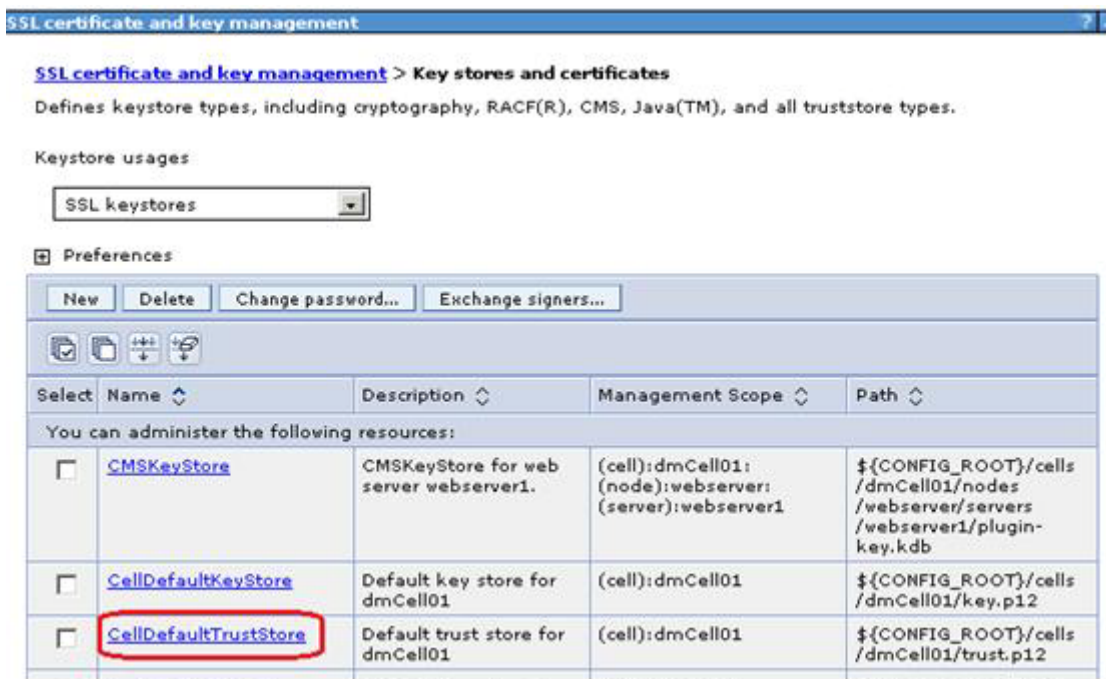 SSL certificate and key management
?
SSL certificate and key management > Key stores and certificates
Defines keystore types, including cryptography, RACF(R), CMS, Java(TM), and all truststore types.
Keystore usages
SSL keystores
Preferences
New Delete Change password... Exchange signers...
Select Name Description Management Scope Path
You can administer the following resources:
CMSKeyStore CMSKeyStore for web (cell):dmCell01: ${CONFIG_ROOT}/cells
server webserver1. (node):webserver: /dmCell01/nodes
(server):webserver1 /webserver/servers
/webserver1/plugin-
key.kdb
CellDefaultKeyStore Default key store for (cell):dmCell01 ${CONFIG_ROOT}/cells
dmCell01 /dmCell01/key.p12
CellDefaultTrustStore Default trust store for (cell):dmCell01 ${CONFIG_ROOT}/cells
dmCell01 /dmCell01/trust.p12